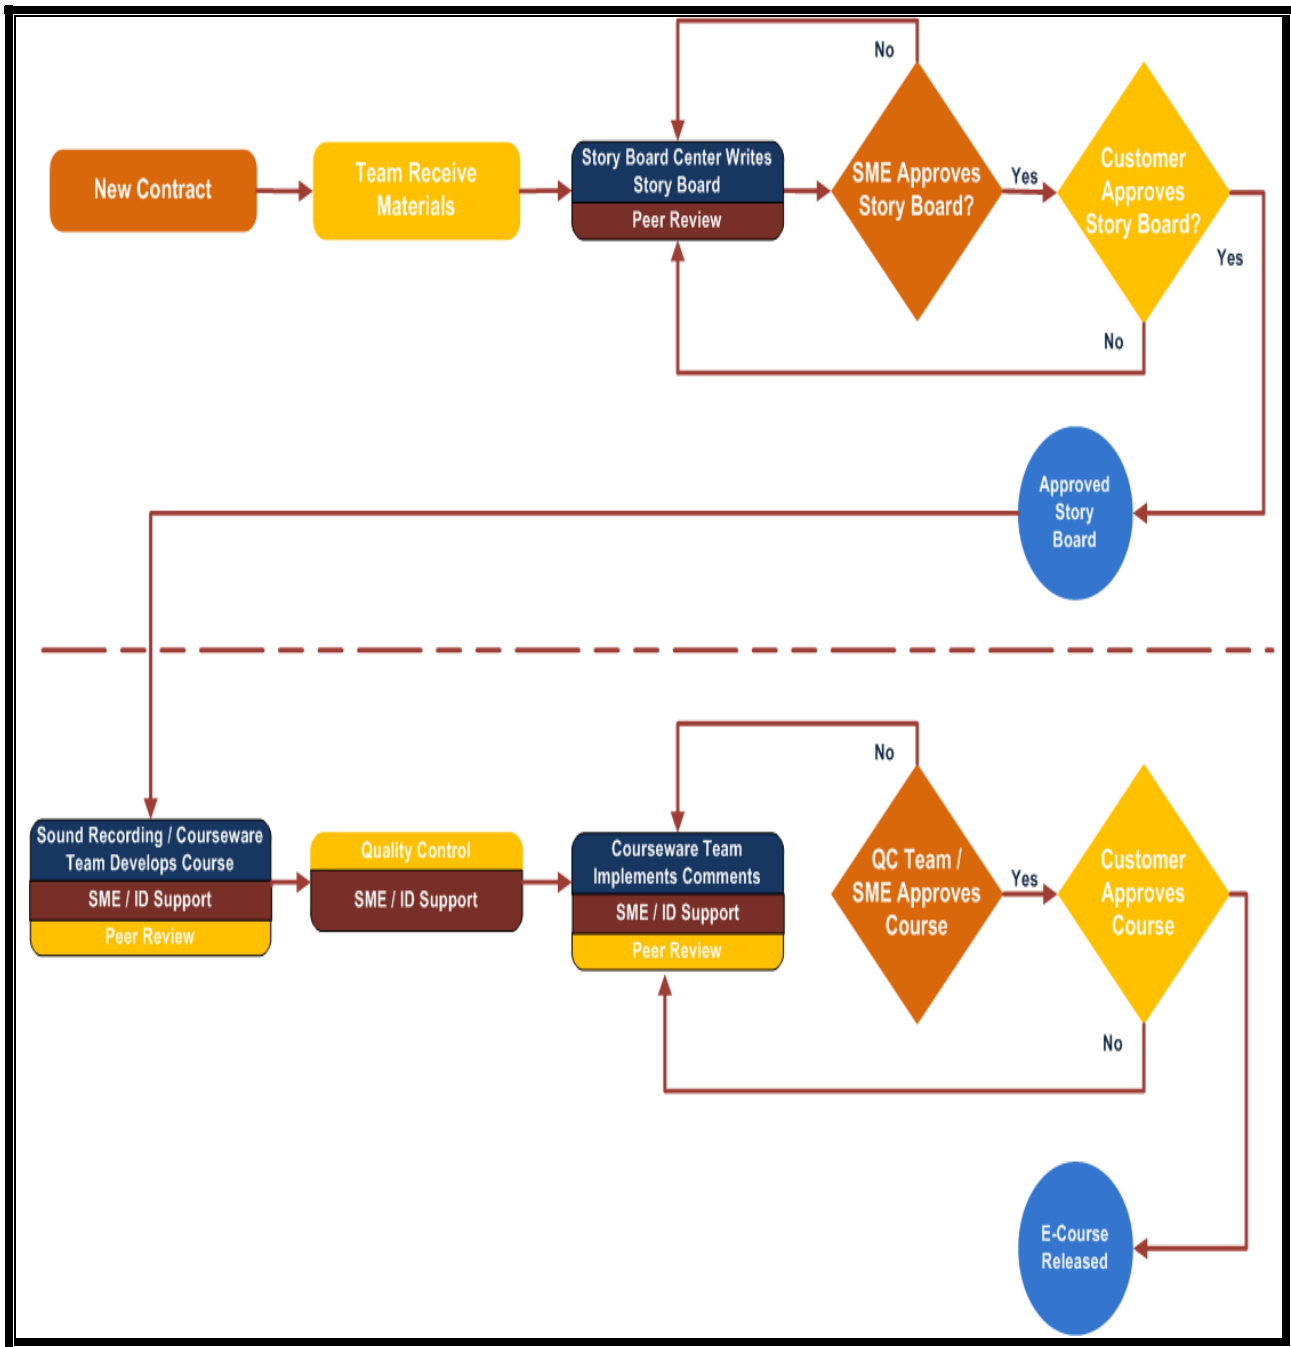 No
New Contract
Team Receive
Materials
Story Board Center Writes
Story Board
Peer Review
SME Approves
Story Board?
Yes
Customer
Approves
Story Board?
Yes
No
Approved
Story
Board
No
Sound Recording / Courseware
Team Develops Course
SME / ID Support
Peer Review
Quality Control
SME / ID Support
Courseware Team
Implements Comments
SME / ID Support
Peer Review
QC Team /
SME Approves
Course
Yes
Customer
Approves
Course
No
E-Course
Released